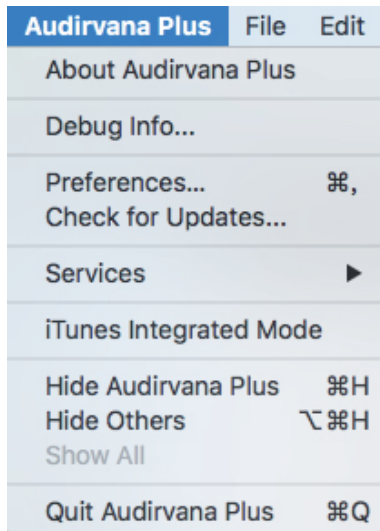 Audirvana Plus File Edit
About Audirvana Plus
Debug Info...
Preferences... ⌘,
Check for Updates...
Services ▶
iTunes Integrated Mode
Hide Audirvana Plus ⌘H
Hide Others ⌥⌘H
Show All
Quit Audirvana Plus ⌘Q